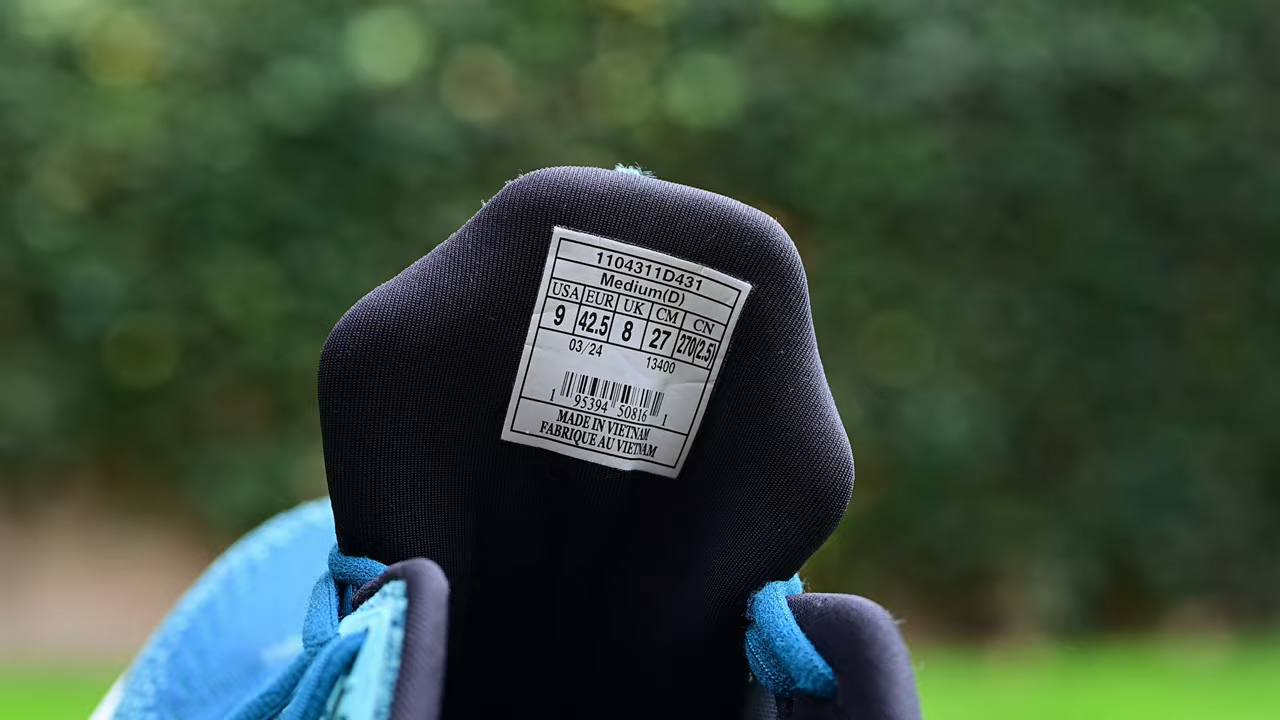 1104311D431
Medium(D)
USA EUR UK CM CN
9 42.5 8 27 270(2.5)
03/24 13400
1 95394 50816 1
MADE IN VIETNAM
FABRIQUE AU VIETNAM